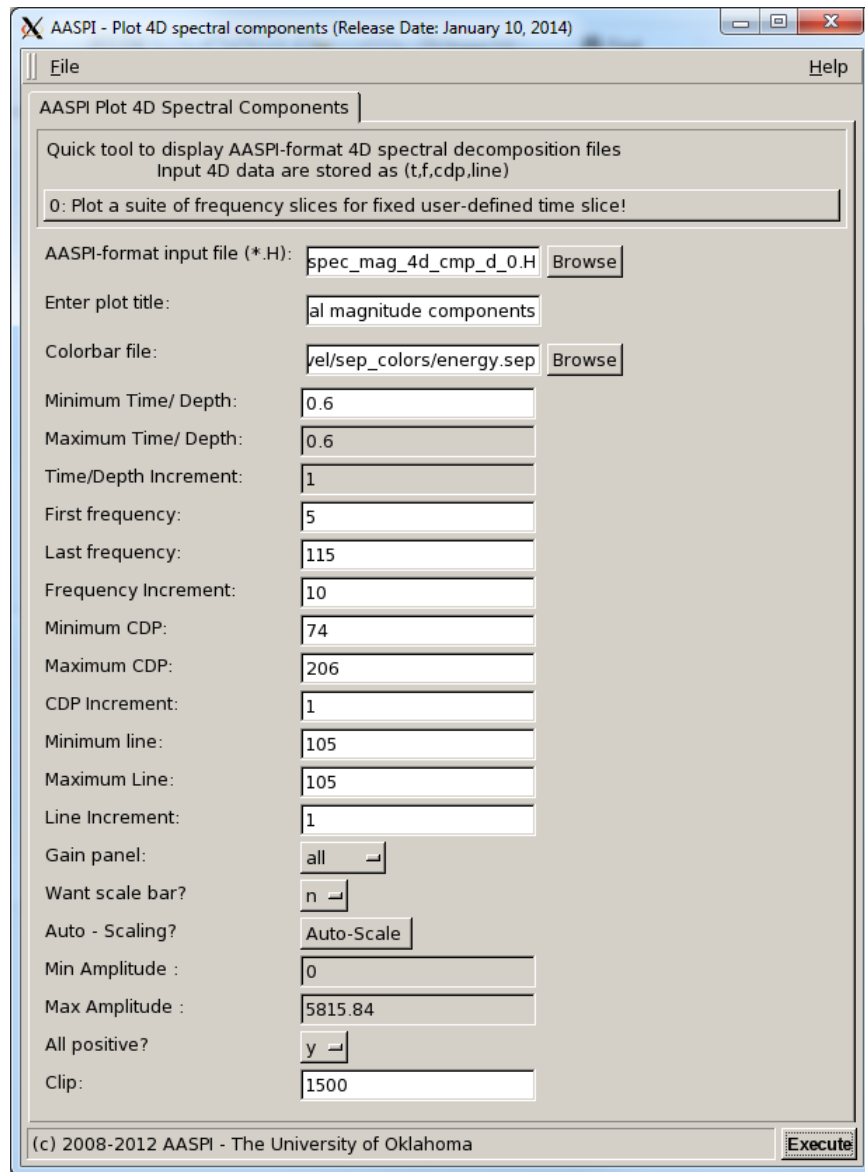 AASPI - Plot 4D spectral components (Release Date: January 10, 2014)
File Help
AASPI Plot 4D Spectral Components
Quick tool to display AASPI-format 4D spectral decomposition files
Input 4D data are stored as (t,f,cdp,line)
0: Plot a suite of frequency slices for fixed user-defined time slice!
AASPI-format input file (*.H): spec_mag_4d_cmp_d_0.H Browse
Enter plot title: al magnitude components
Colorbar file: vel/sep_colors/energy.sep Browse
Minimum Time/ Depth: 0.6
Maximum Time/ Depth: 0.6
Time/Depth Increment: 1
First frequency: 5
Last frequency: 115
Frequency Increment: 10
Minimum CDP: 74
Maximum CDP: 206
CDP Increment: 1
Minimum line: 105
Maximum Line: 105
Line Increment: 1
Gain panel: all
Want scale bar? n
Auto - Scaling? Auto-Scale
Min Amplitude : 0
Max Amplitude : 5815.84
All positive? y
Clip: 1500
(c) 2008-2012 AASPI - The University of Oklahoma Execute